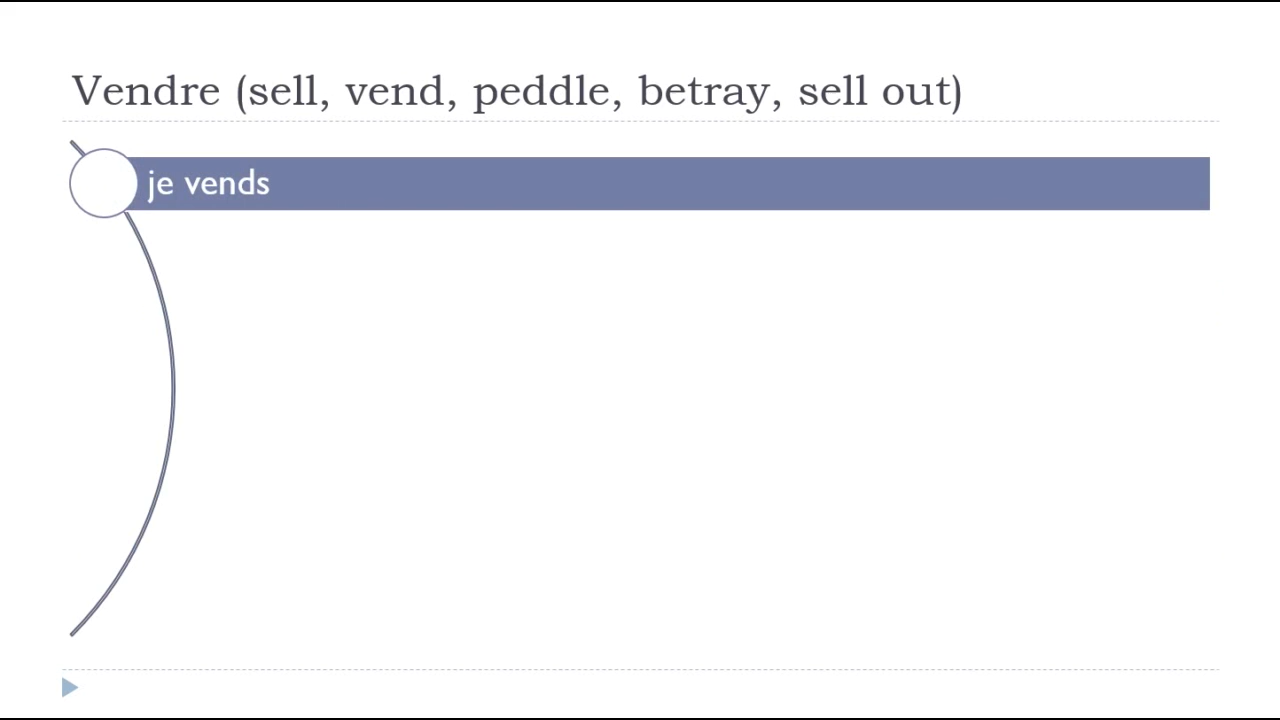 Vendre (sell, vend, peddle, betray, sell out)
je vends